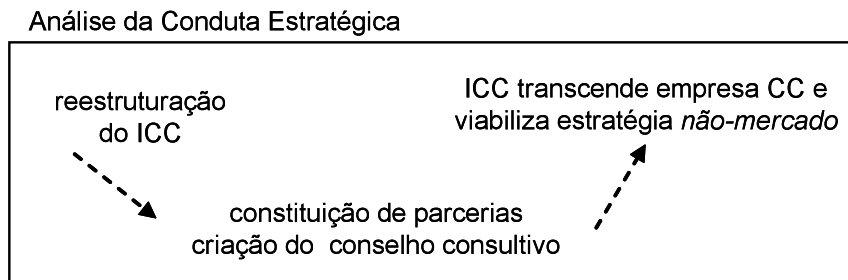 Análise da Conduta Estratégica
reestruturação
do ICC
ICC transcende empresa CC e
viabiliza estratégia não-mercado
constituição de parcerias
criação do conselho consultivo